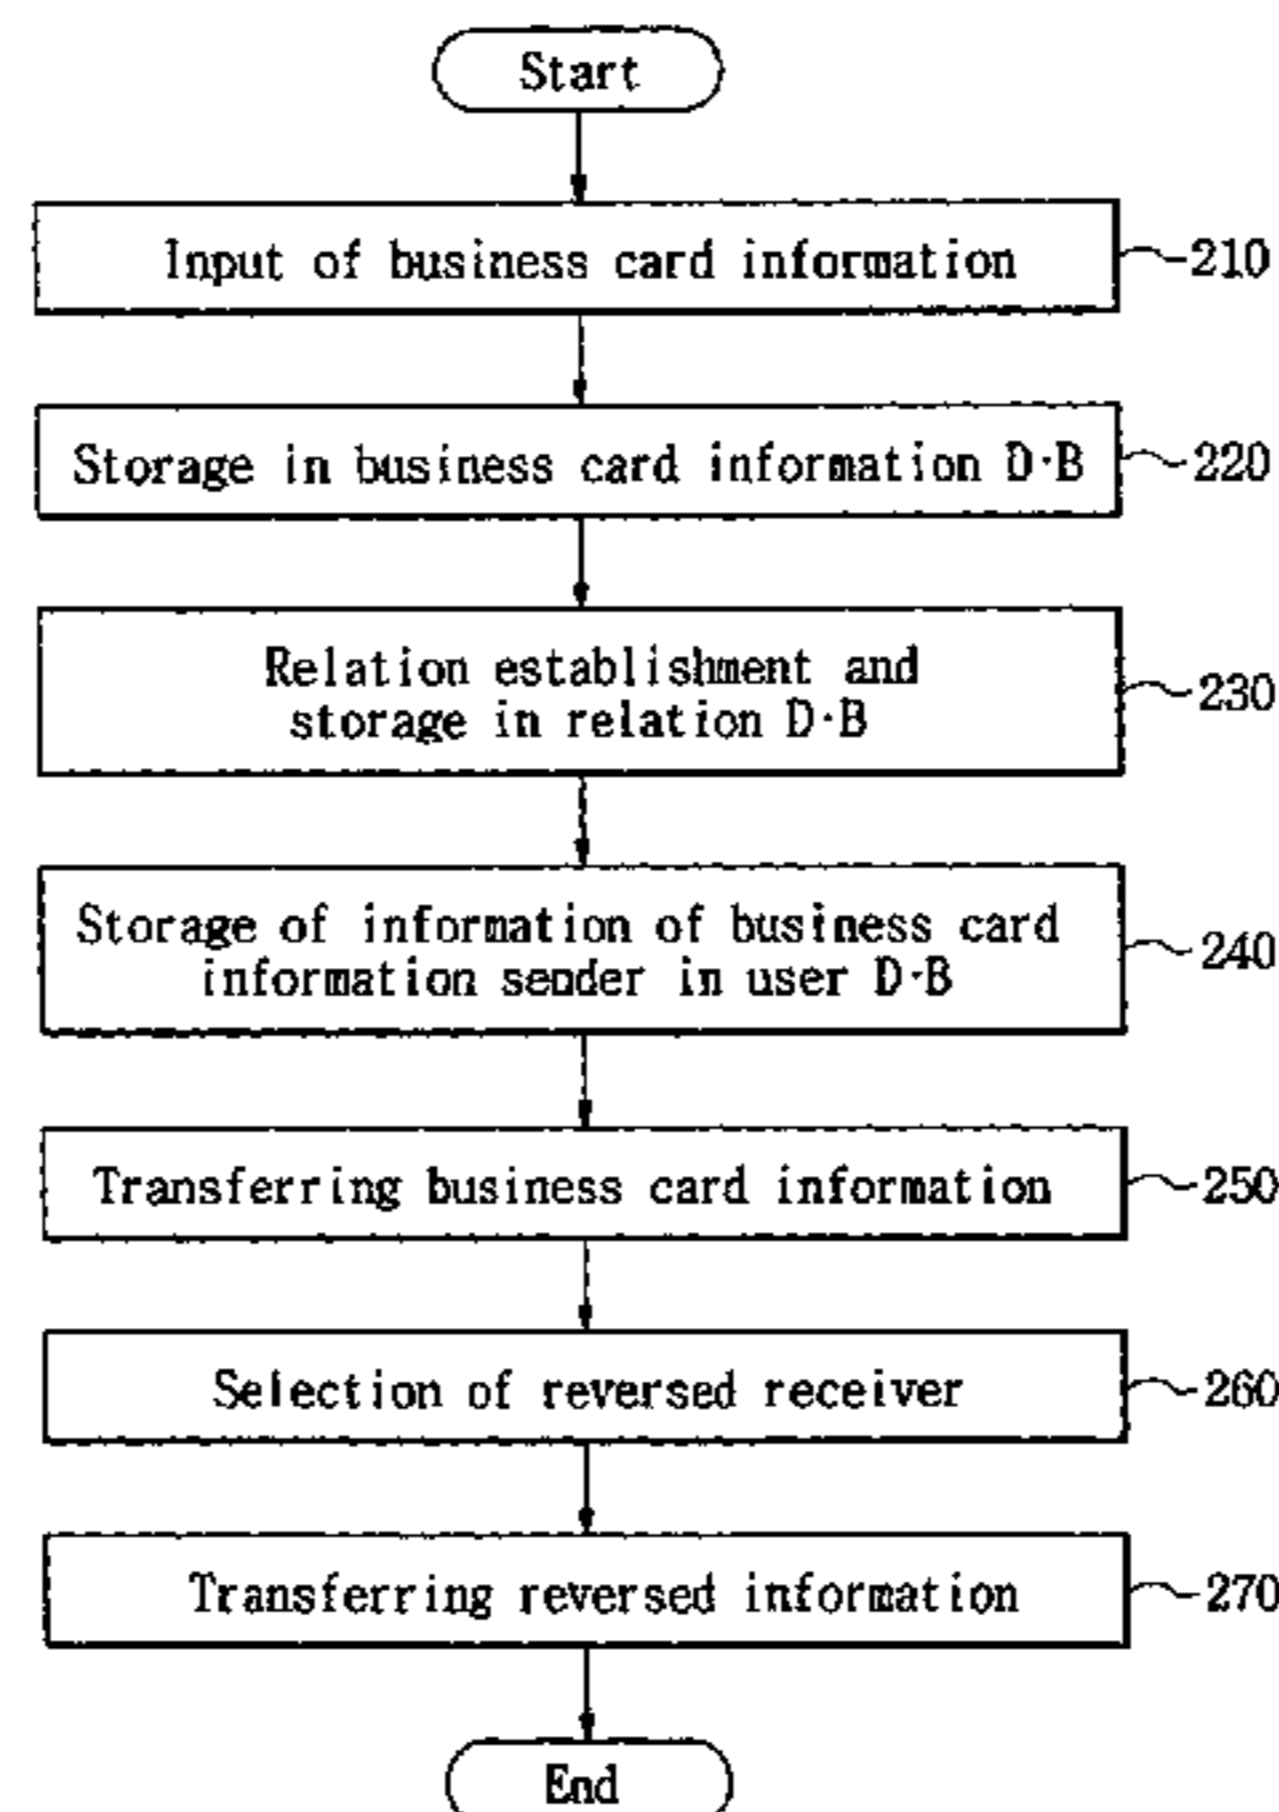 Start
Input of business card information
210
Storage in business card information D·B
220
Relation establishment and
storage in relation D·B
230
Storage of information of business card
information sender in user D·B
240
Transferring business card information
250
Selection of reversed receiver
260
Transferring reversed information
270
End